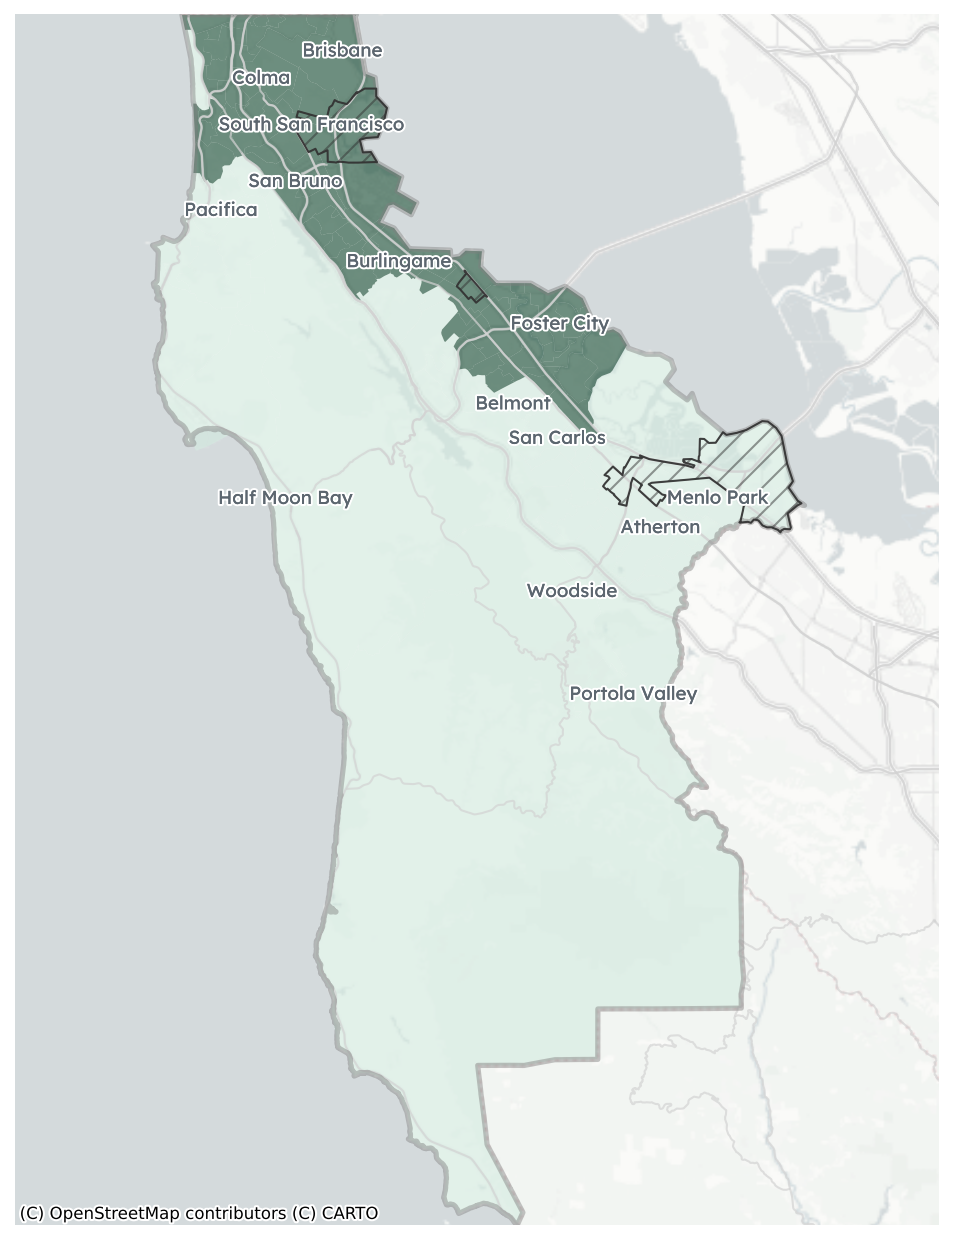 Brisbane
Colma
South San Francisco
San Bruno
Pacifica
Burlingame
Foster City
Belmont
San Carlos
Half Moon Bay
Menlo Park
Atherton
Woodside
Portola Valley
(C) OpenStreetMap contributors (C) CARTO